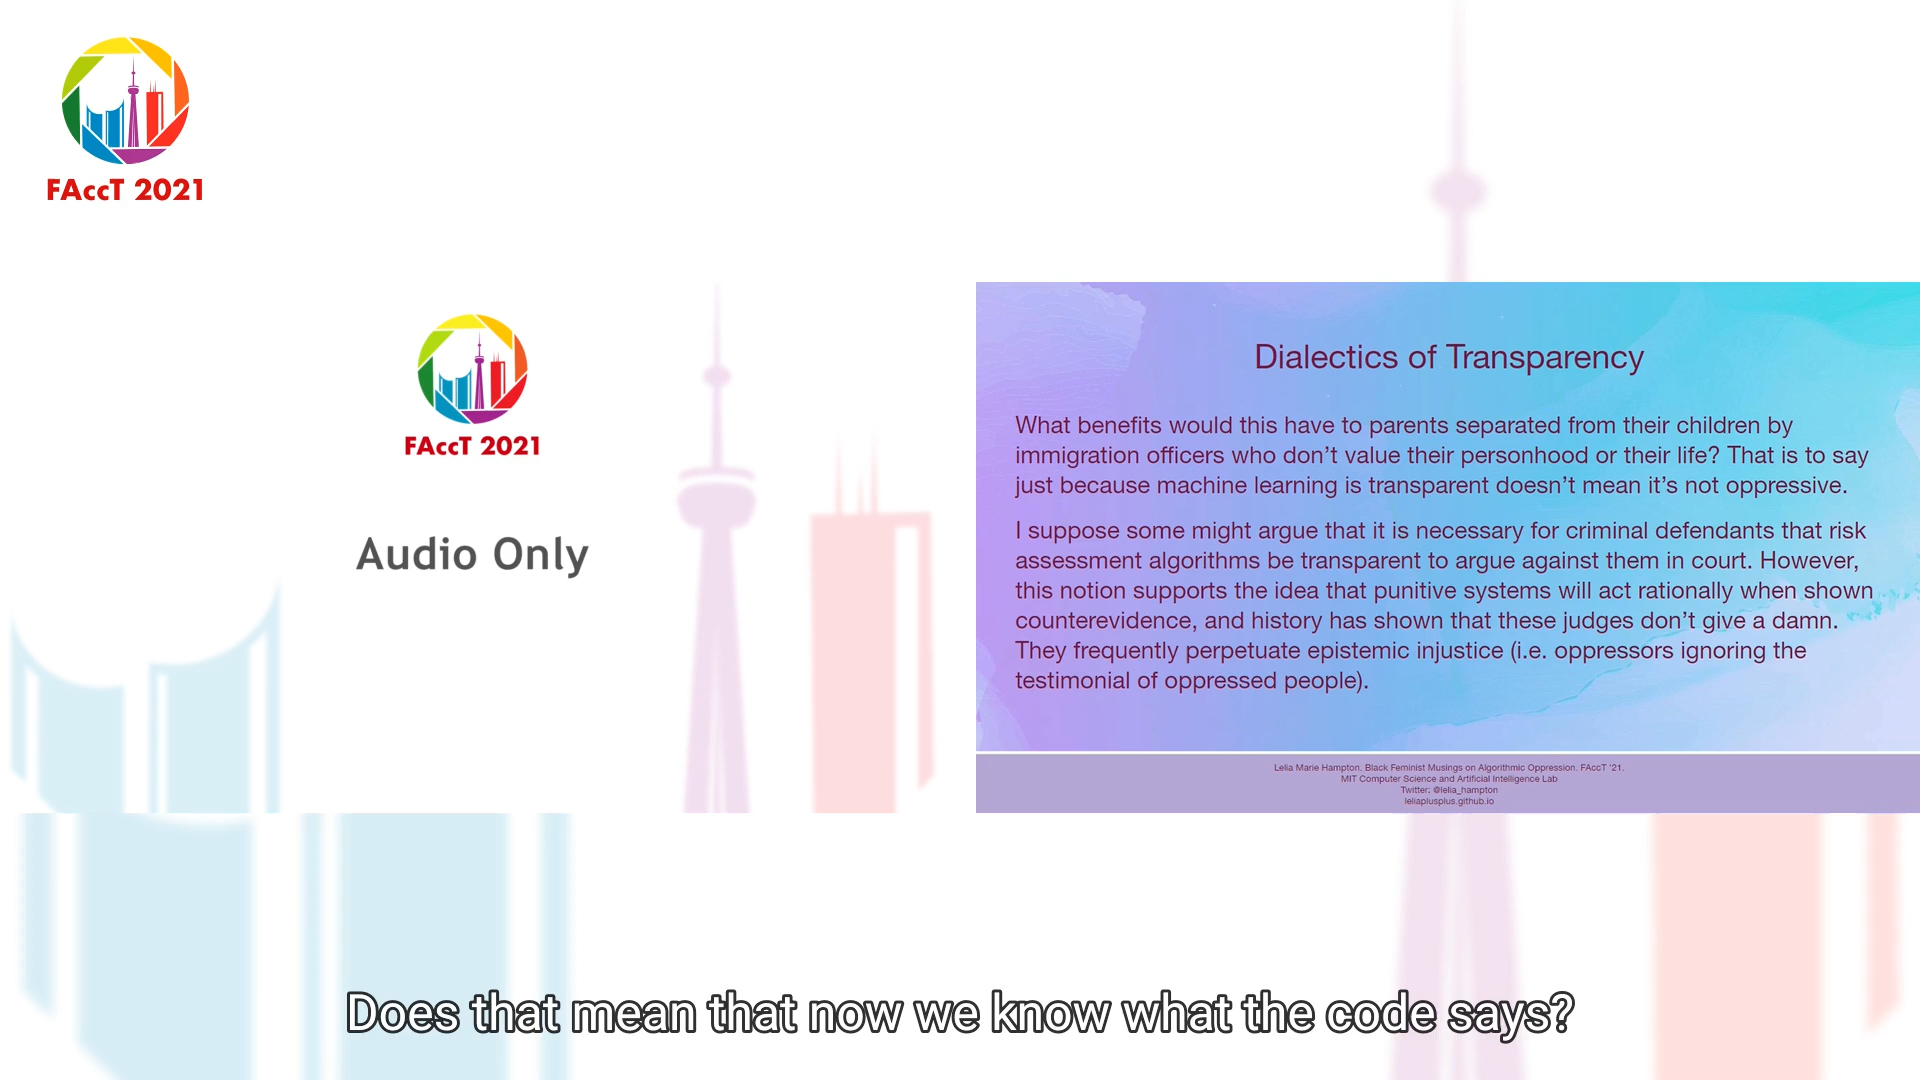 FAccT 2021
FAccT 2021
Audio Only
Dialectics of Transparency
What benefits would this have to parents separated from their children by
immigration officers who don’t value their personhood or their life? That is to say
just because machine learning is transparent doesn’t mean it’s not oppressive.
I suppose some might argue that it is necessary for criminal defendants that risk
assessment algorithms be transparent to argue against them in court. However,
this notion supports the idea that punitive systems will act rationally when shown
counterevidence, and history has shown that these judges don’t give a damn.
They frequently perpetuate epistemic injustice (i.e. oppressors ignoring the
testimonial of oppressed people).
Lelia Marie Hampton. Black Feminist Musings on Algorithmic Oppression. FAccT ’21.
MIT Computer Science and Artificial Intelligence Lab
Twitter: @lelia_hampton
leliaplusplus.github.io
Does that mean that now we know what the code says?